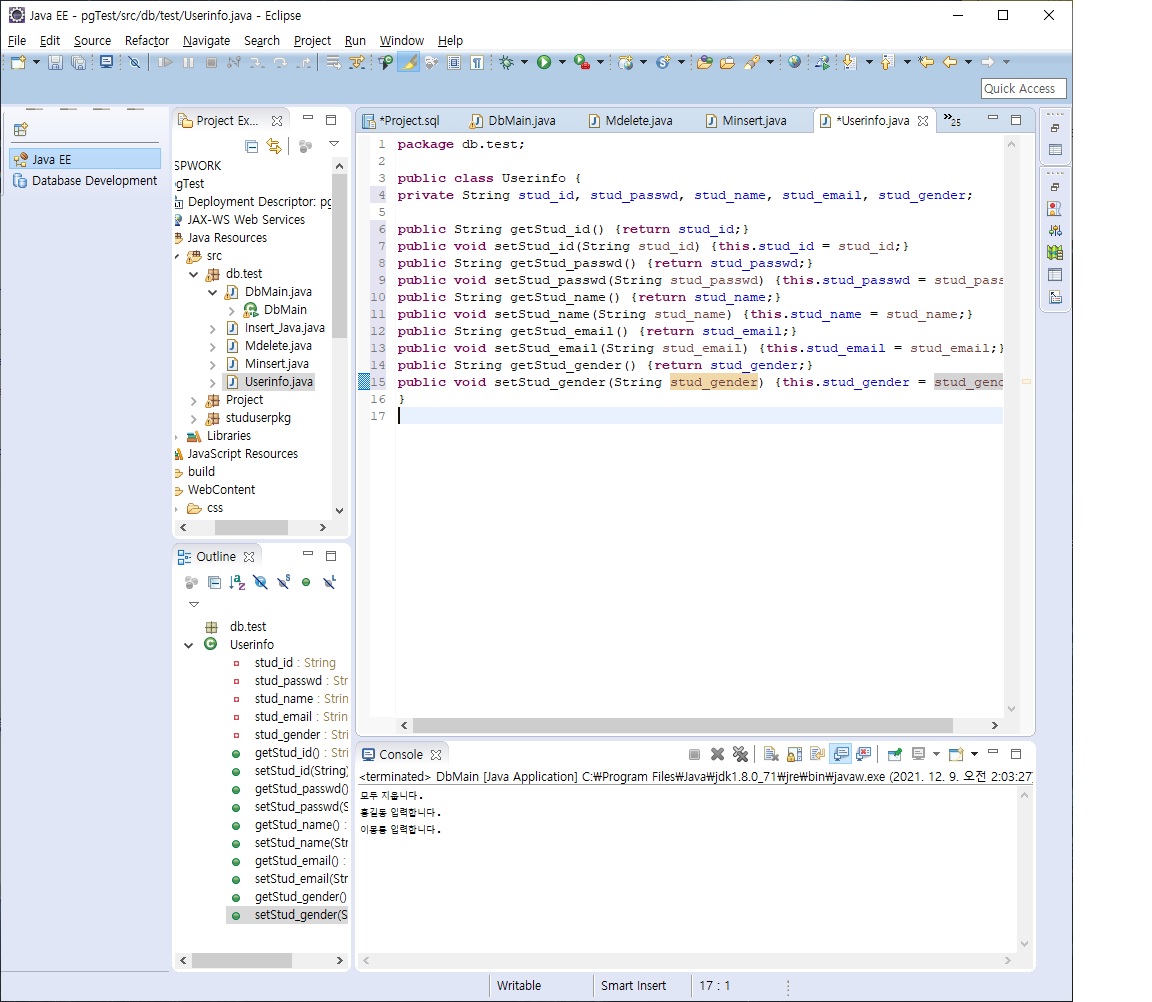 Java EE - pgTest/src/db/test/Userinfo.java - Eclipse
File Edit Source Refactor Navigate Search Project Run Window Help
Quick Access
Java EE
Database Development
Project Ex...
SPWORK
gTest
Deployment Descriptor: pg
JAX-WS Web Services
Java Resources
src
db.test
DbMain.java
DbMain
Insert_Java.java
Mdelete.java
Minsert.java
Userinfo.java
Project
studuserpkg
Libraries
JavaScript Resources
build
WebContent
css
*Project.sql DbMain.java Mdelete.java Minsert.java *Userinfo.java »25
1 package db.test;
2
3 public class Userinfo {
4 private String stud_id, stud_passwd, stud_name, stud_email, stud_gender;
5
6 public String getStud_id() {return stud_id;}
7 public void setStud_id(String stud_id) {this.stud_id = stud_id;}
8 public String getStud_passwd() {return stud_passwd;}
9 public void setStud_passwd(String stud_passwd) {this.stud_passwd = stud_pass
10 public String getStud_name() {return stud_name;}
11 public void setStud_name(String stud_name) {this.stud_name = stud_name;}
12 public String getStud_email() {return stud_email;}
13 public void setStud_email(String stud_email) {this.stud_email = stud_email;}
14 public String getStud_gender() {return stud_gender;}
15 public void setStud_gender(String stud_gender) {this.stud_gender = stud_gend
16 }
17
Outline
db.test
Userinfo
stud_id : String
stud_passwd : Str
stud_name : Strin
stud_email : Strin
stud_gender : Stri
getStud_id() : Stri
setStud_id(String)
getStud_passwd()
setStud_passwd(S
getStud_name() :
setStud_name(Str
getStud_email() :
setStud_email(Str
getStud_gender()
setStud_gender(S
Console
<terminated> DbMain [Java Application] C:₩Program Files₩Java₩jdk1.8.0_71₩jre₩bin₩javaw.exe (2021. 12. 9. 오전 2:03:27)
모두 지웁니다.
홍길동 입력합니다.
이몽룡 입력합니다.
Writable Smart Insert 17 : 1